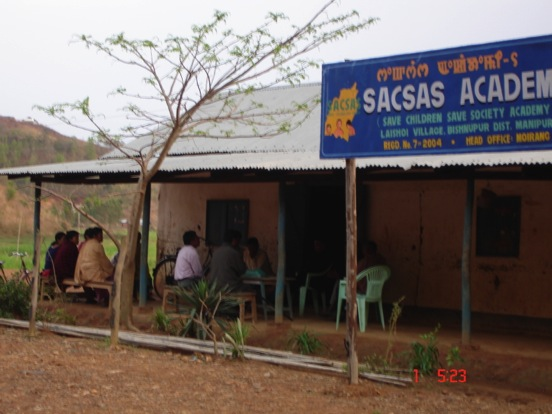 SACSAS ACADEM
( SAVE CHILDREN SAVE SOCIETY ACADEMY
VILLAGE, BISHNUPUR DIST. MANIPUR
REGD No. 7-2004 * HEAD OFFICE- MOIRANG
SACSAS
1 5:23